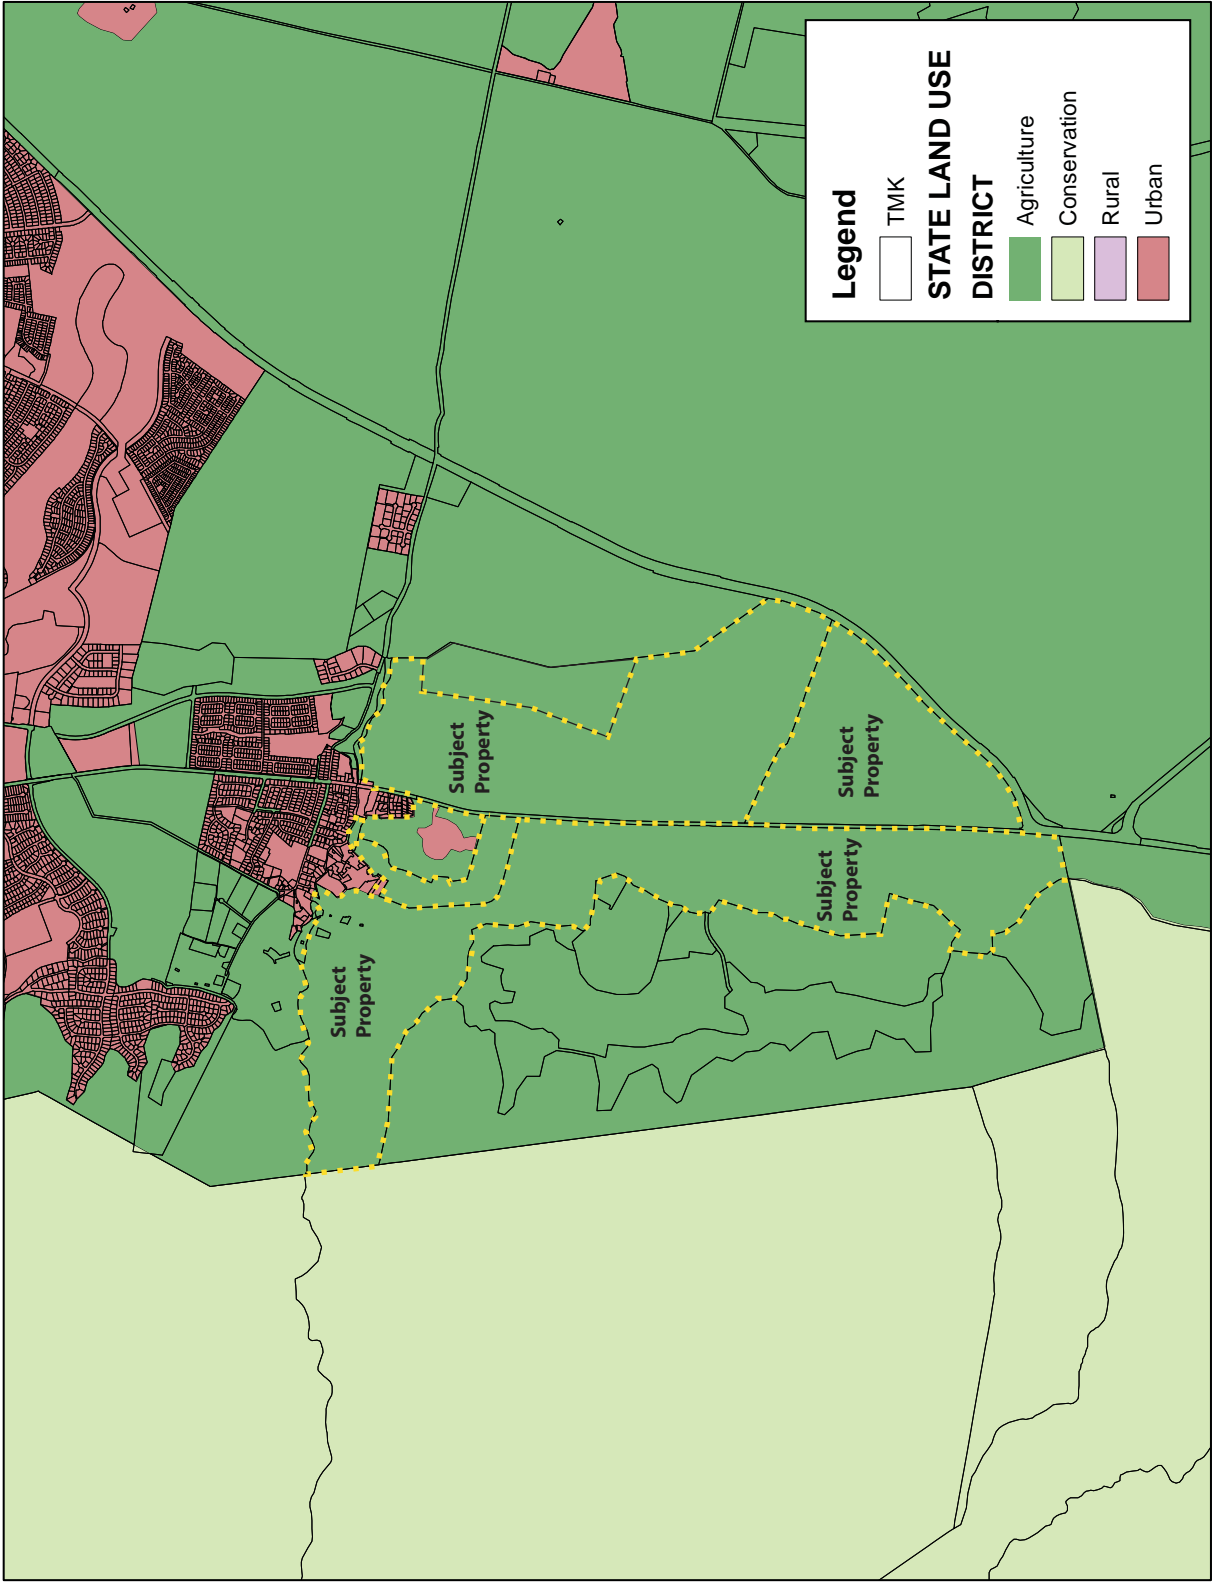 Legend
TMK
STATE LAND USE
DISTRICT
Agriculture
Conservation
Rural
Urban
Subject
Property
Subject
Property
Subject
Property
Subject
Property